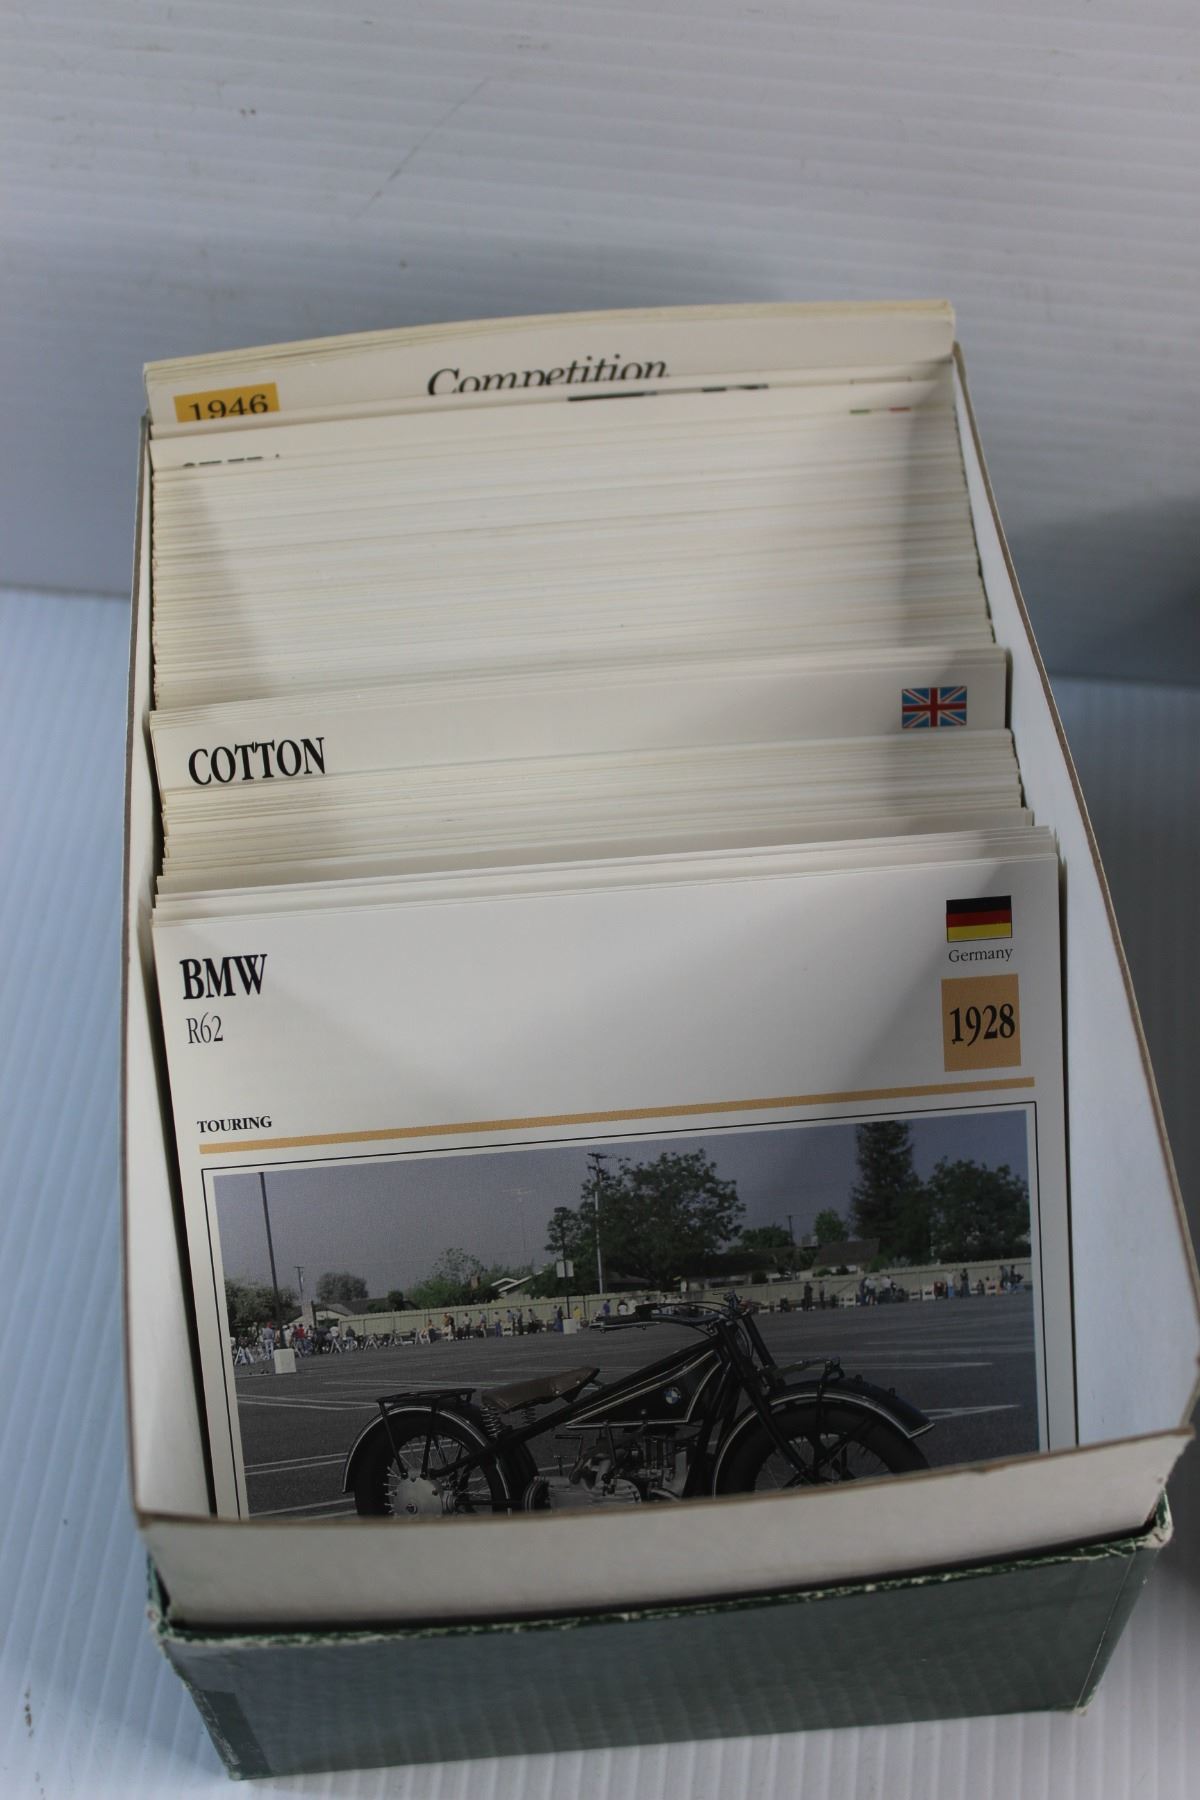 Competition
1946
COTTON
BMW
Germany
R62
1928
TOURING